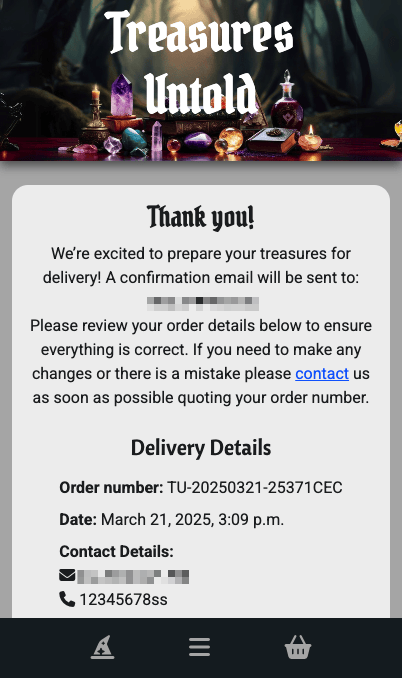 Treasures
Untold
Thank you!
We're excited to prepare your treasures for
delivery! A confirmation email will be sent to:
Please review your order details below to ensure
everything is correct. If you need to make any
changes or there is a mistake please contact us
as soon as possible quoting your order number.
Delivery Details
Order number: TU-20250321-25371CEC
Date: March 21, 2025, 3:09 p.m.
Contact Details:
12345678ss